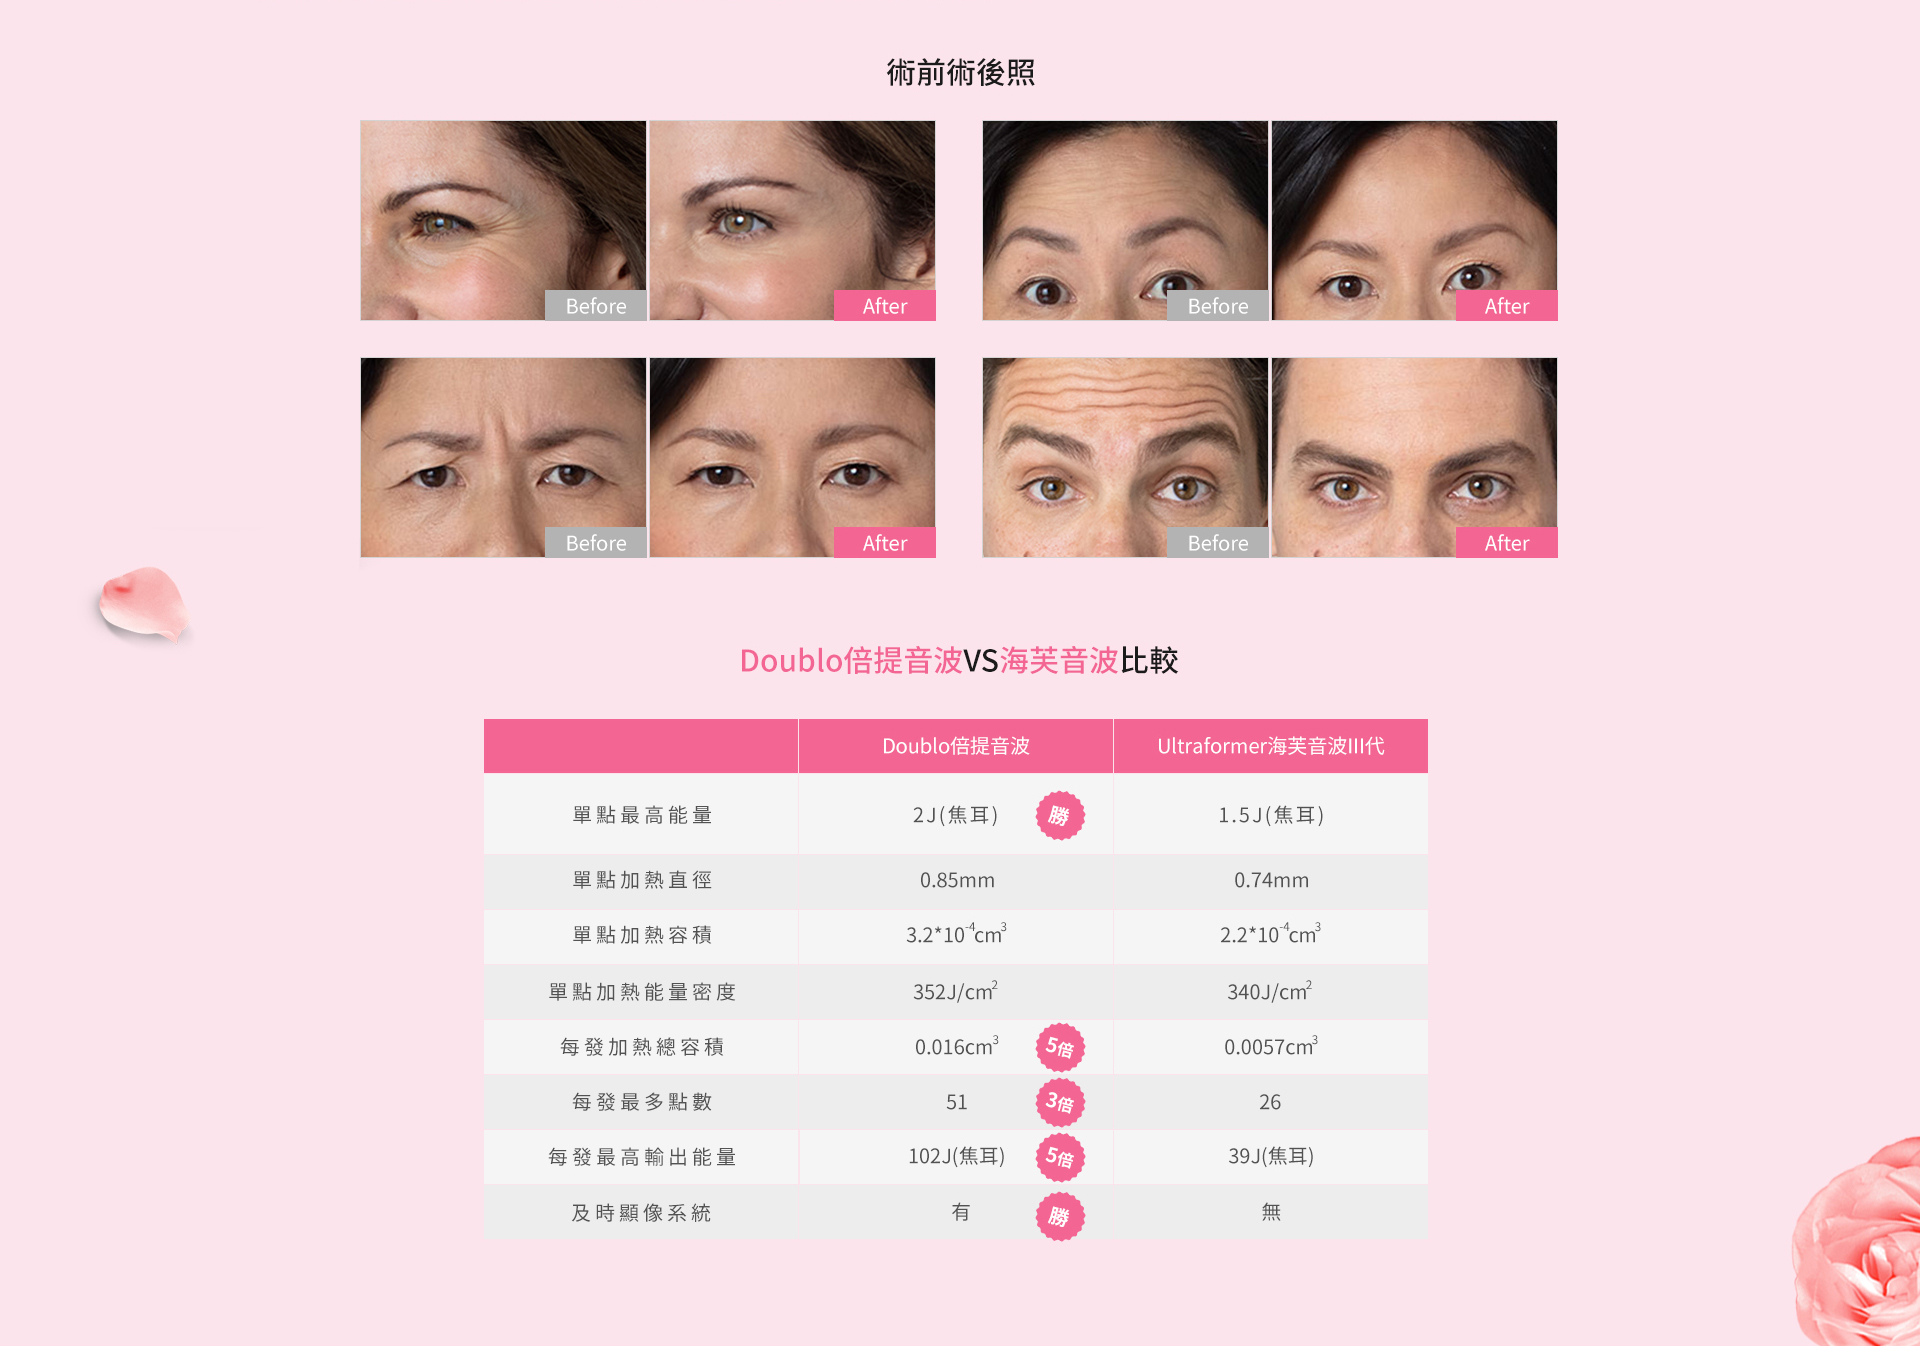 術前術後照
Before
After
Before
After
Before
After
Before
After
Doublo倍提音波VS海芙音波比較
Doublo倍提音波
Ultraformer海芙音波III代
單點最高能量
2J(焦耳)
勝
1.5J(焦耳)
單點加熱直徑
0.85mm
0.74mm
單點加熱容積
3.2*10⁻⁴cm³
2.2*10⁻⁴cm³
單點加熱能量密度
352J/cm²
340J/cm²
每發加熱總容積
0.016cm³
5倍
0.0057cm³
每發最多點數
51
3倍
26
每發最高輸出能量
102J(焦耳)
5倍
39J(焦耳)
及時顯像系統
有
勝
無